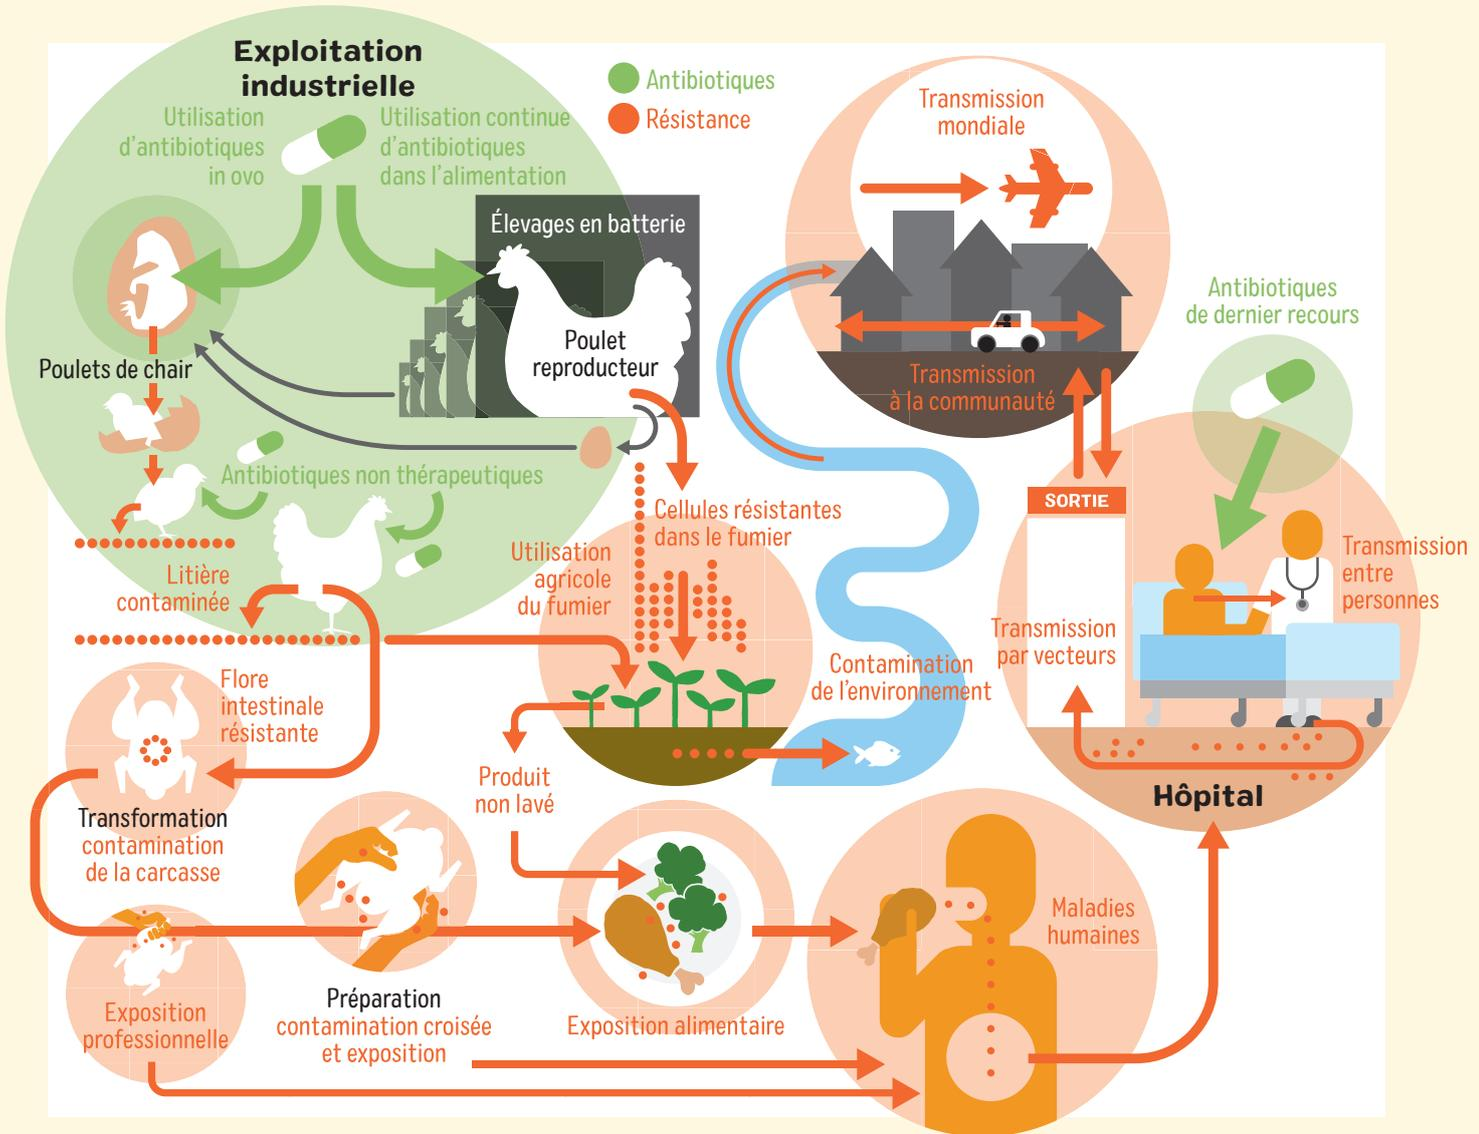 Exploitation
industrielle
Utilisation
d'antibiotiques
in ovo
Utilisation continue
d'antibiotiques
dans l'alimentation
Antibiotiques
Résistance
Élevages en batterie
Poulet
reproducteur
Poulets de chair
Antibiotiques non thérapeutiques
Litière
contaminée
Cellules résistantes
dans le fumier
Utilisation
agricole
du fumier
Transmission
mondiale
Transmission
à la communauté
Antibiotiques
de dernier recours
SORTIE
Transmission
entre
personnes
Transmission
par vecteurs
Contamination
de l'environnement
Hôpital
Flore
intestinale
résistante
Produit
non lavé
Transformation
contamination
de la carcasse
Exposition
professionnelle
Préparation
contamination croisée
et exposition
Exposition alimentaire
Maladies
humaines